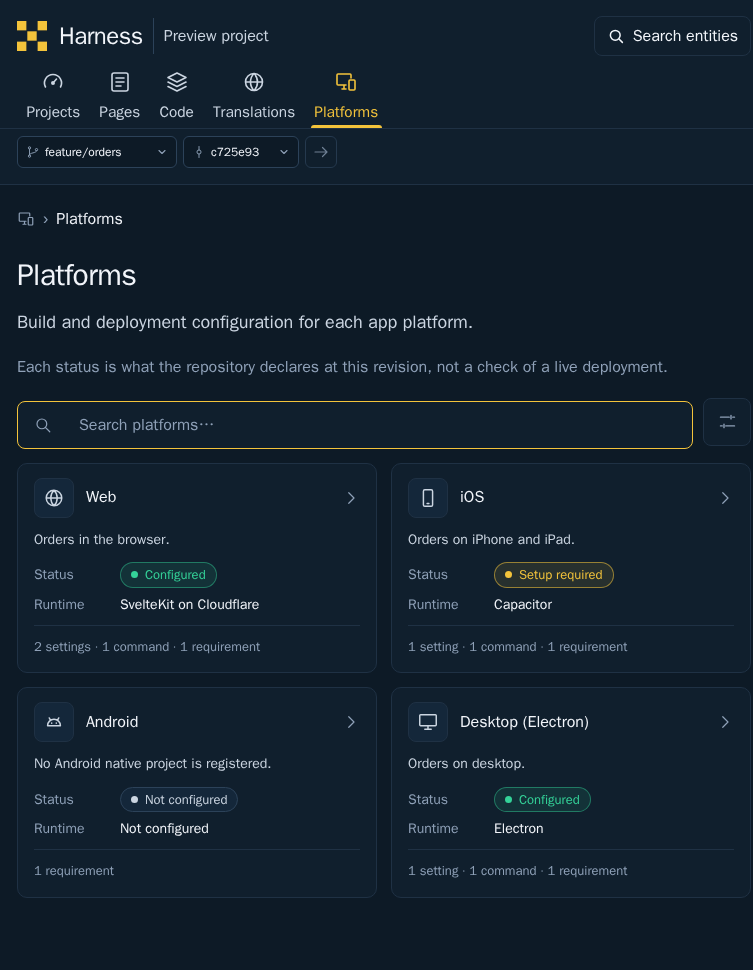 Harness
Preview project
Search entities
Projects
Pages
Code
Translations
Platforms
feature/orders
c725e93
› Platforms
Platforms
Build and deployment configuration for each app platform.
Each status is what the repository declares at this revision, not a check of a live deployment.
Search platforms···
Web
Orders in the browser.
Status Configured
Runtime SvelteKit on Cloudflare
2 settings · 1 command · 1 requirement
iOS
Orders on iPhone and iPad.
Status Setup required
Runtime Capacitor
1 setting · 1 command · 1 requirement
Android
No Android native project is registered.
Status Not configured
Runtime Not configured
1 requirement
Desktop (Electron)
Orders on desktop.
Status Configured
Runtime Electron
1 setting · 1 command · 1 requirement